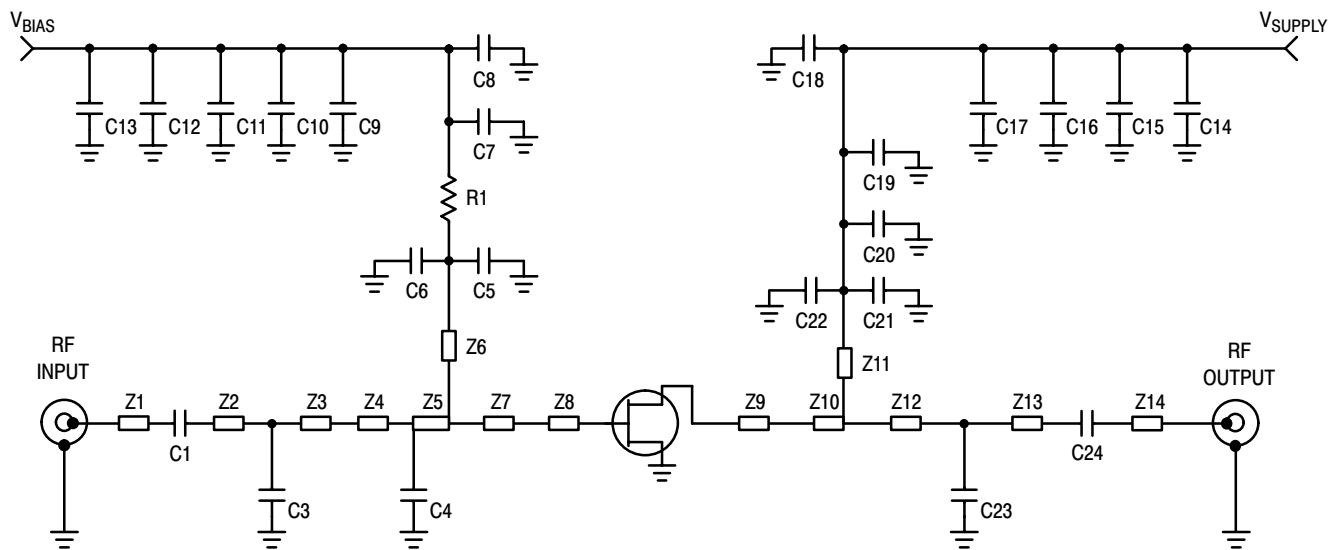 V_BIAS
V_SUPPLY
C8
C18
C13 C12 C11 C10 C9
C17 C16 C15 C14
C7
C19
R1
C20
C6 C5
C22 C21
Z6
Z11
RF
INPUT
RF
OUTPUT
Z1 Z2 Z3 Z4 Z5 Z7 Z8 Z9 Z10 Z12 Z13 Z14
C1
C24
C3 C4 C23